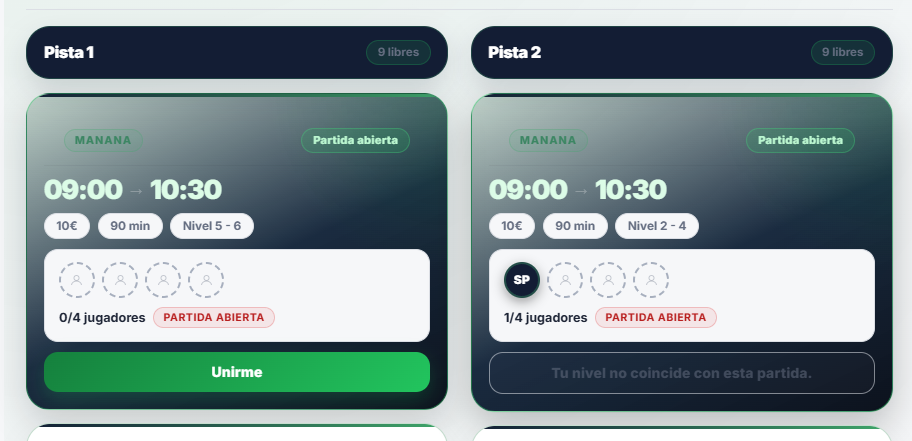 Pista 1
9 libres
MANANA
Partida abierta
09:00 → 10:30
10€ 90 min Nivel 5 - 6
0/4 jugadores PARTIDA ABIERTA
Unirme
Pista 2
9 libres
MANANA
Partida abierta
09:00 → 10:30
10€ 90 min Nivel 2 - 4
SP
1/4 jugadores PARTIDA ABIERTA
Tu nivel no coincide con esta partida.